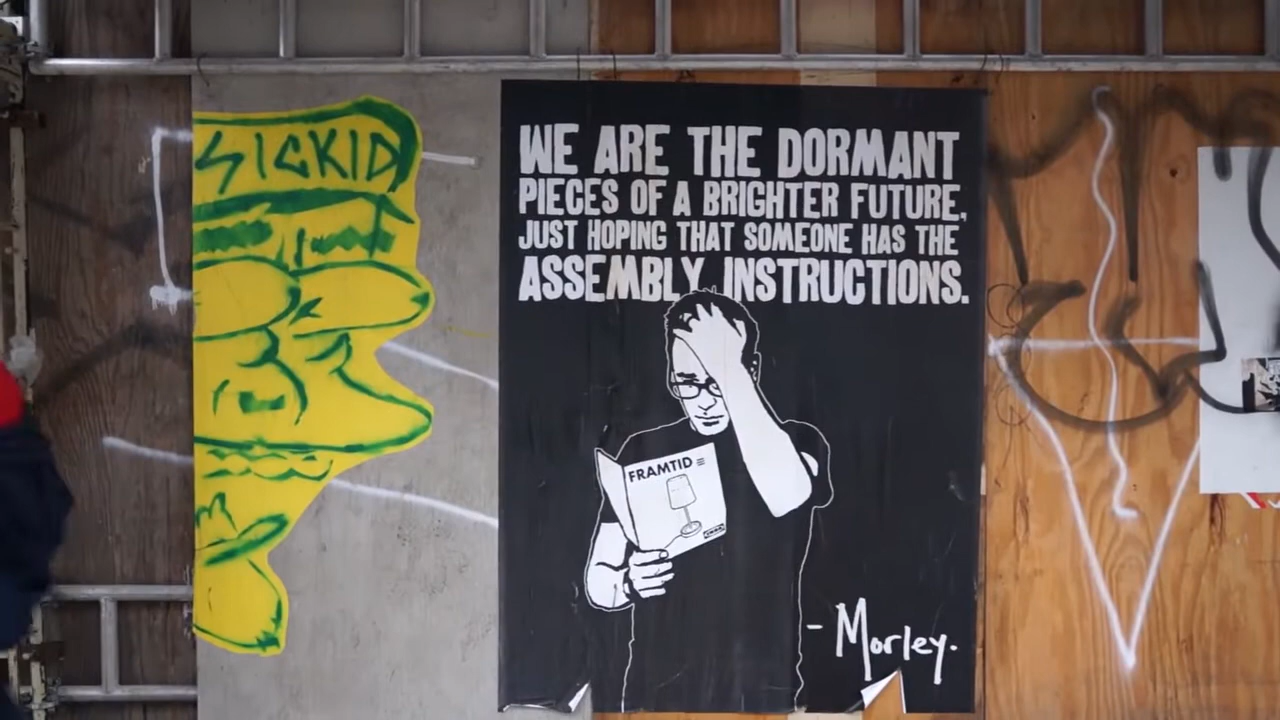 SICKID
WE ARE THE DORMANT
PIECES OF A BRIGHTER FUTURE,
JUST HOPING THAT SOMEONE HAS THE
ASSEMBLY INSTRUCTIONS.
FRAMTID
- Morley.